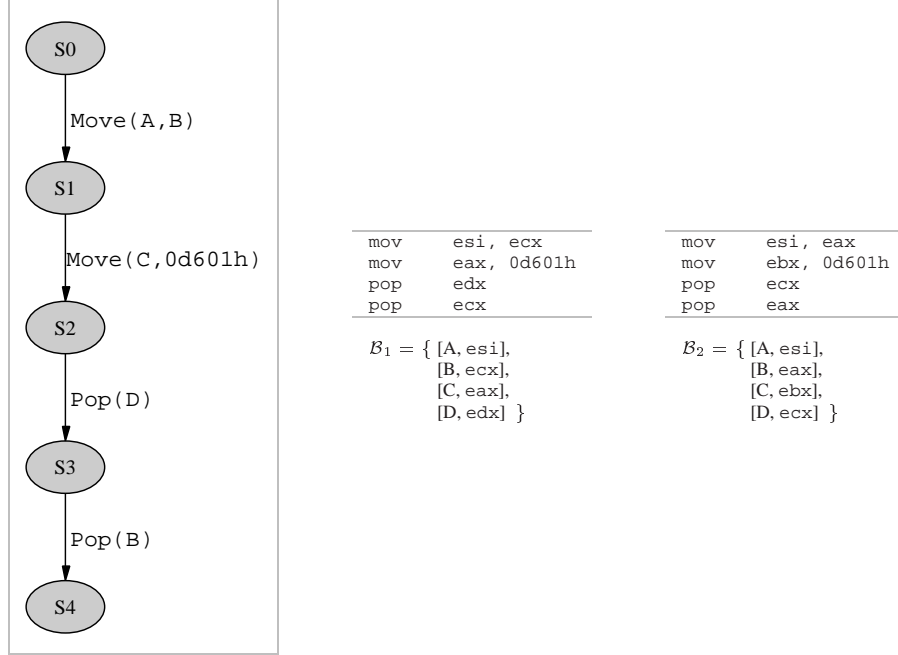 S0
Move(A,B)
S1
Move(C,0d601h)
S2
Pop(D)
S3
Pop(B)
S4
mov esi, ecx
mov eax, 0d601h
pop edx
pop ecx
ℬ₁ = { [A, esi],
[B, ecx],
[C, eax],
[D, edx] }
mov esi, eax
mov ebx, 0d601h
pop ecx
pop eax
ℬ₂ = { [A, esi],
[B, eax],
[C, ebx],
[D, ecx] }